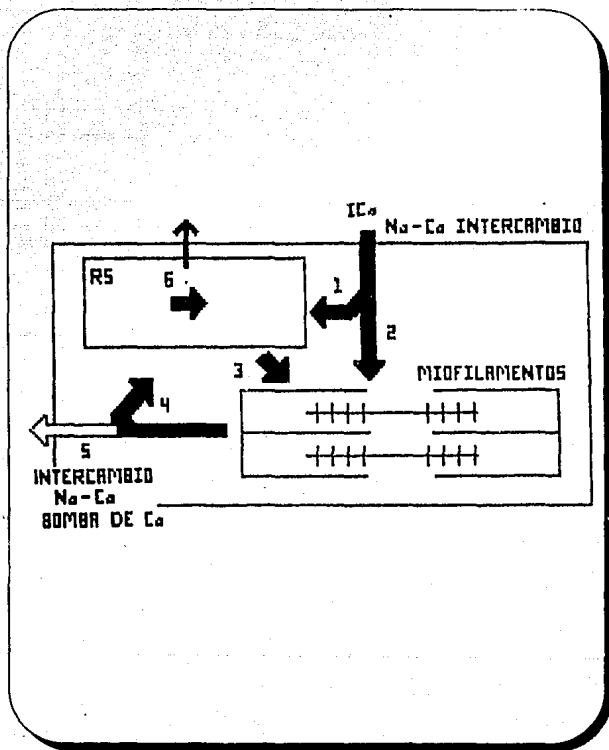 ICa
Na-Ca INTERCAMBIO
RS
6
1
2
3
MIOFILAMENTOS
4
5
INTERCAMBIO
Na-Ca
BOMBA DE Ca